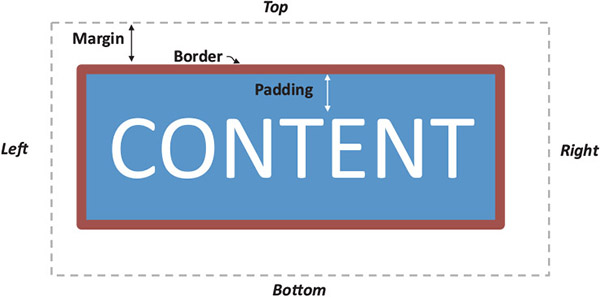 Top
Margin
Border
Padding
CONTENT
Left
Right
Bottom